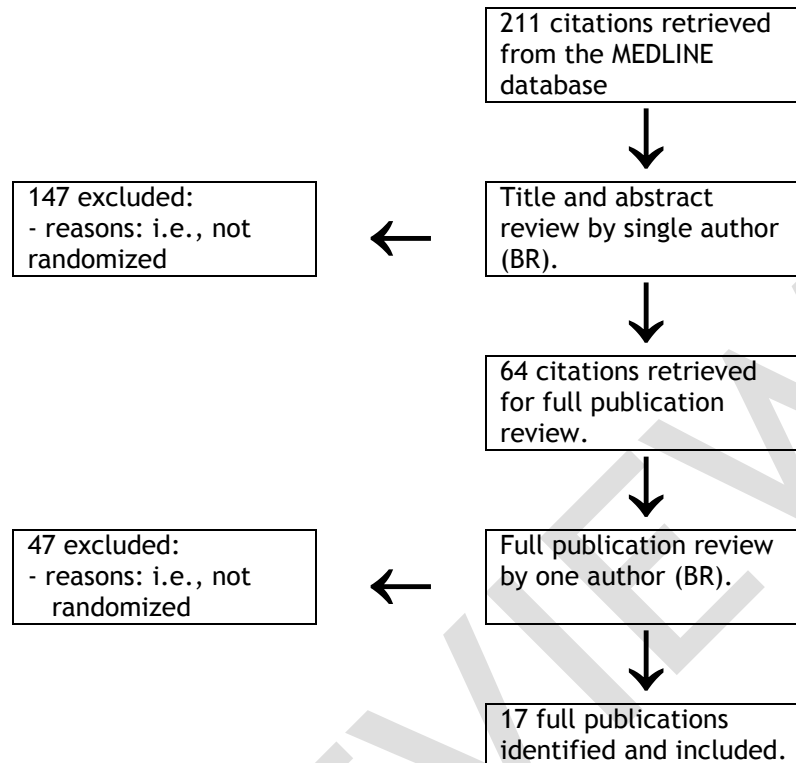 211 citations retrieved
from the MEDLINE
database
147 excluded:
- reasons: i.e., not
randomized
Title and abstract
review by single author
(BR).
64 citations retrieved
for full publication
review.
47 excluded:
- reasons: i.e., not
randomized
Full publication review
by one author (BR).
17 full publications
identified and included.